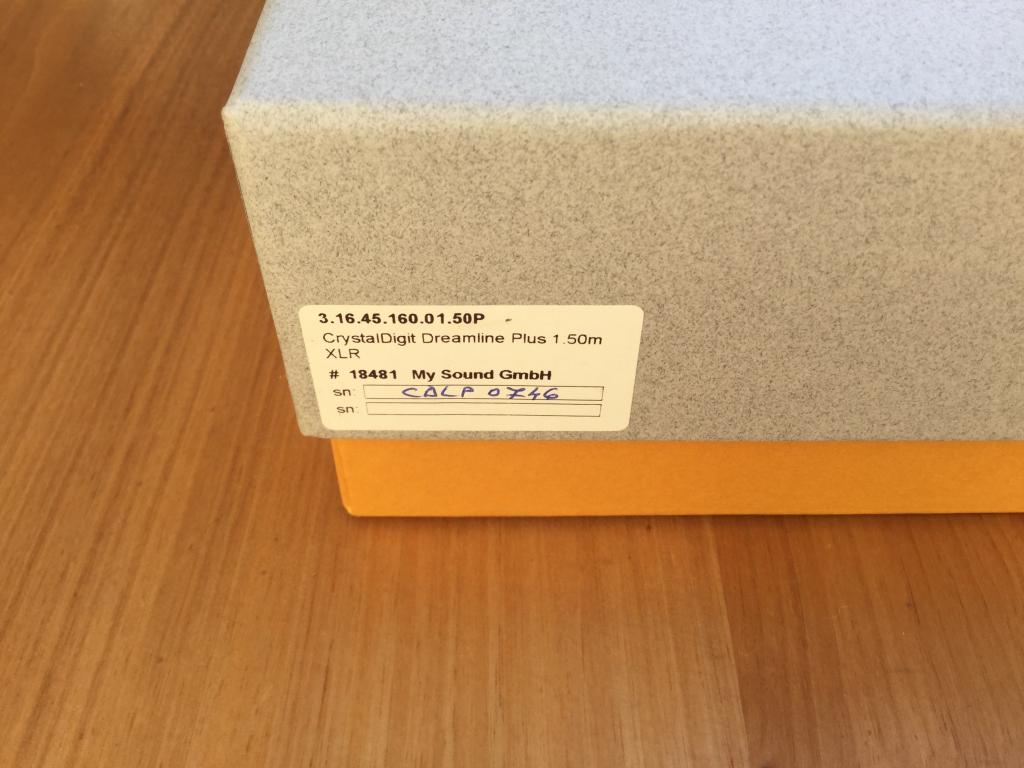 3.16.45.160.01.50P
CrystalDigit Dreamline Plus 1.50m
XLR
# 18481 My Sound GmbH
sn: CDLP 0746
sn: